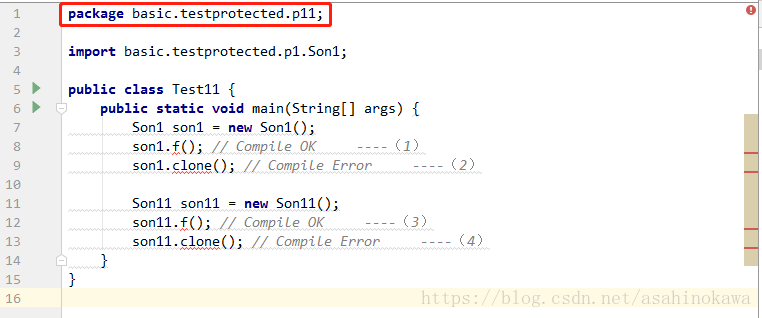 1 package basic.testprotected.p11;
2
3 import basic.testprotected.p1.Son1;
4
5 public class Test11 {
6 public static void main(String[] args) {
7 Son1 son1 = new Son1();
8 son1.f(); // Compile OK ----（1）
9 son1.clone(); // Compile Error ----（2）
10
11 Son11 son11 = new Son11();
12 son11.f(); // Compile OK ----（3）
13 son11.clone(); // Compile Error ----（4）
14 }
15 }
16
https://blog.csdn.net/asahinokawa